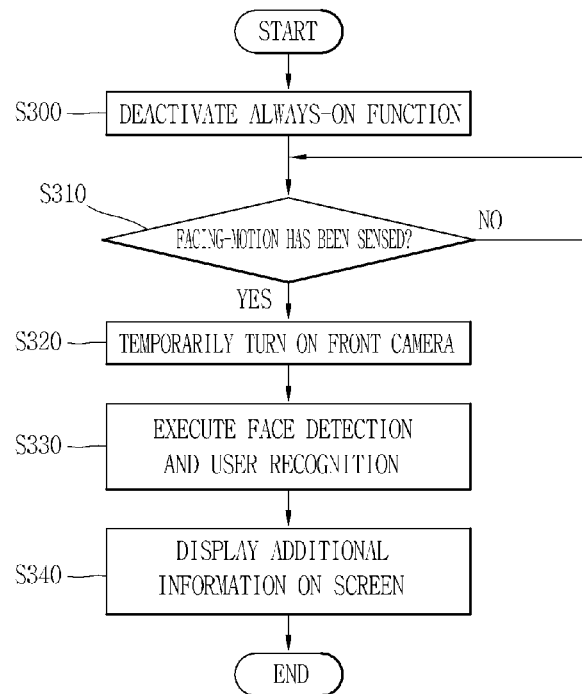 START
S300
DEACTIVATE ALWAYS-ON FUNCTION
S310
FACING-MOTION HAS BEEN SENSED?
NO
YES
S320
TEMPORARILY TURN ON FRONT CAMERA
S330
EXECUTE FACE DETECTION
AND USER RECOGNITION
S340
DISPLAY ADDITIONAL
INFORMATION ON SCREEN
END